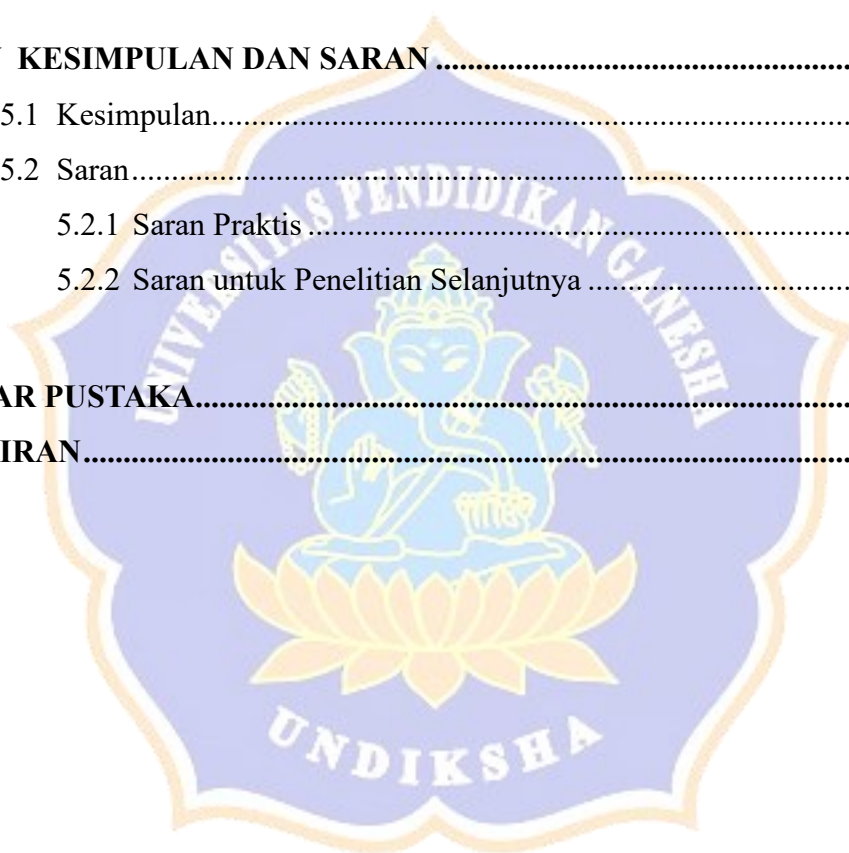 KESIMPULAN DAN SARAN ........................................................
5.1 Kesimpulan..............................................................................
5.2 Saran........................................................................................
5.2.1 Saran Praktis ...................................................................
5.2.2 Saran untuk Penelitian Selanjutnya ................................
AR PUSTAKA................................................................................
IRAN..............................................................................................
UNIVERSITAS PENDIDIKAN GANESHA
UNDIKSHA